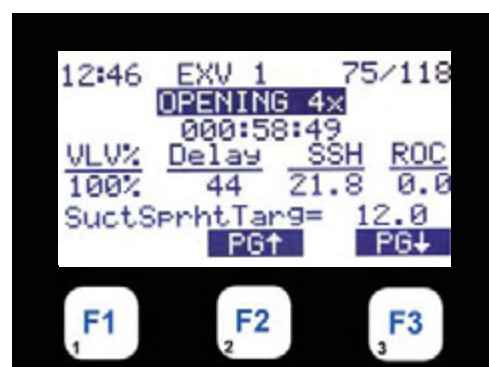 12:46 EXV 1 75/118
OPENING 4x
000:58:49
VLV% Delay SSH ROC
100% 44 21.8 0.0
SuctSprhtTarg= 12.0
PG↑ PG↓
F1 F2 F3
1 2 3